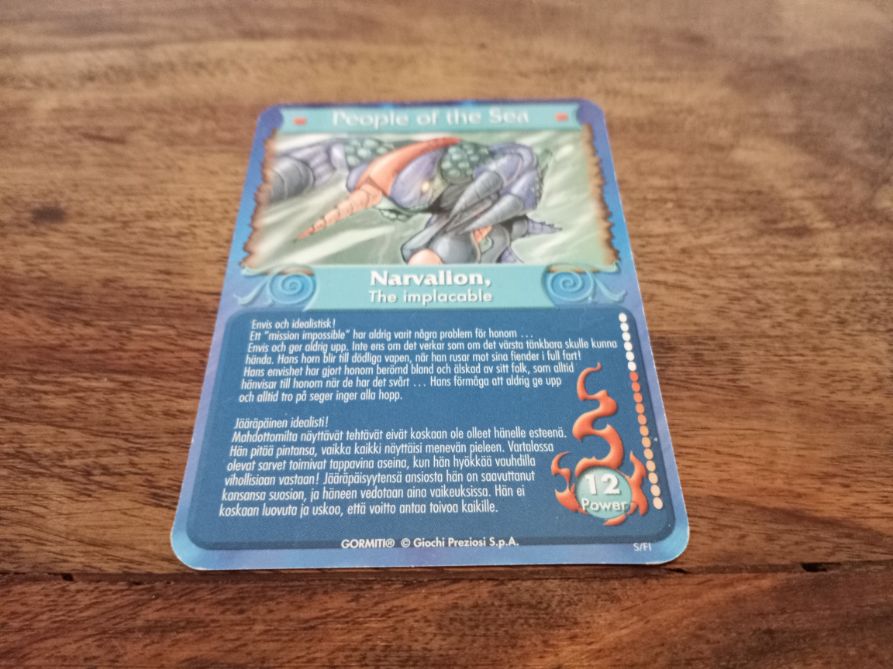 People of the Sea
Narvalion,
The implacable
Envis och idealistisk!
Ett "mission impossible" har aldrig varit några problem för honom ...
Envis och ger aldrig upp. Inte ens om det verkar som om det värsta tänkbara skulle kunna
hända. Hans horn blir till dödliga vapen, när han rusar mot sina fiender i full fart!
Hans envishet har gjort honom berömd bland och älskad av sitt folk, som alltid
hänvisar till honom när de har det svårt ... Hans förmåga att aldrig ge upp
och alltid tro på seger inger alla hopp.
Jääräpäinen idealisti!
Mahdottomilta näyttävät tehtävät eivät koskaan ole olleet hänelle esteenä.
Hän pitää pintansa, vaikka kaikki näyttäisi menevän pieleen. Vartalossa
olevat sarvet toimivat tappavina aseina, kun hän hyökkää vauhdilla
vihollisiaan vastaan! Jääräpäisyytensä ansiosta hän on saavuttanut
kansansa suosion, ja häneen vedotaan aina vaikeuksissa. Hän ei
koskaan luovuta ja uskoo, että voitto antaa toivoa kaikille.
12
Power
GORMITI® © Giochi Preziosi S.p.A.
S/FI